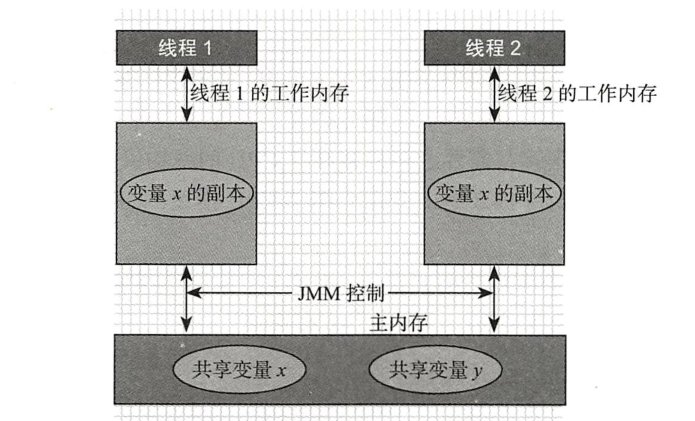 线程 1
线程 2
线程 1 的工作内存
线程 2 的工作内存
变量 x 的副本
变量 x 的副本
JMM 控制
主内存
共享变量 x
共享变量 y